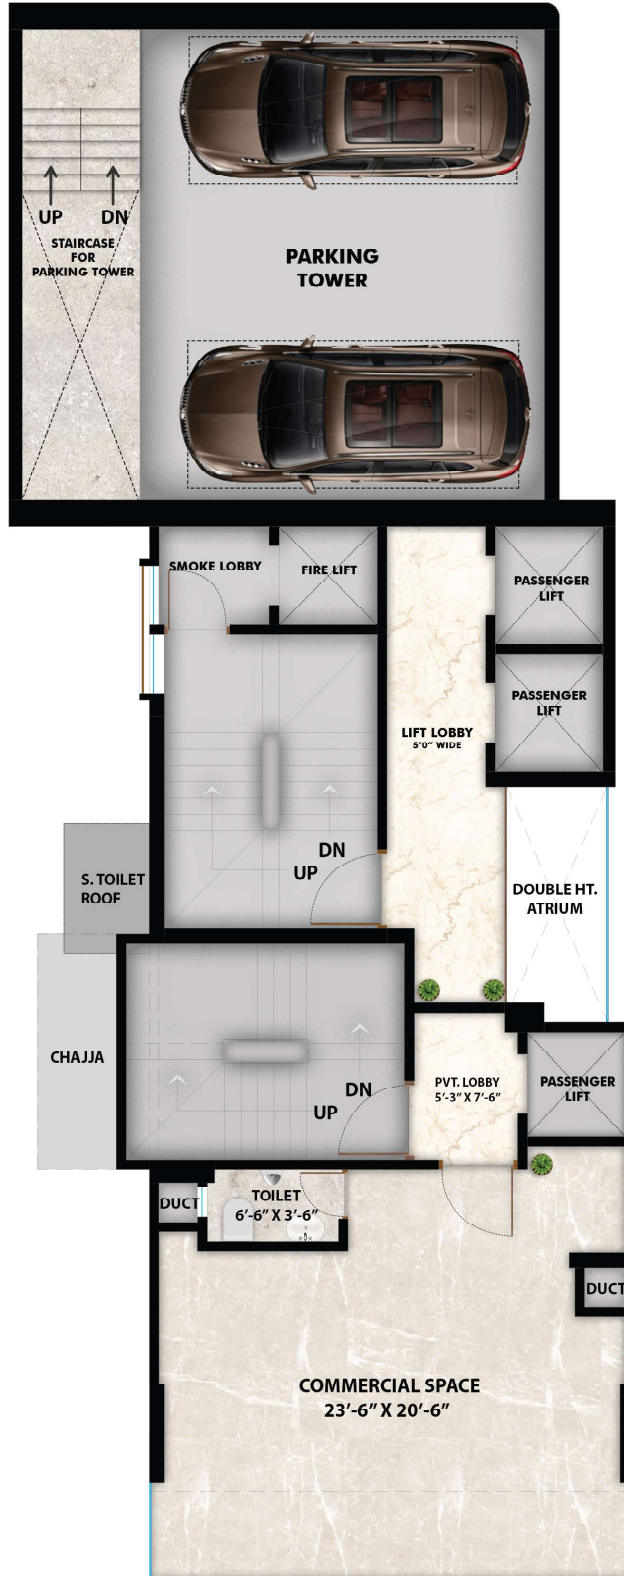 UP
DN
STAIRCASE
FOR
PARKING TOWER
PARKING
TOWER
SMOKE LOBBY
FIRE LIFT
PASSENGER
LIFT
PASSENGER
LIFT
LIFT LOBBY
5'0" WIDE
DN
UP
S. TOILET
ROOF
DOUBLE HT.
ATRIUM
CHAJJA
DN
UP
PVT. LOBBY
5'-3" X 7'-6"
PASSENGER
LIFT
DUCT
TOILET
6'-6" X 3'-6"
DUCT
COMMERCIAL SPACE
23'-6" X 20'-6"